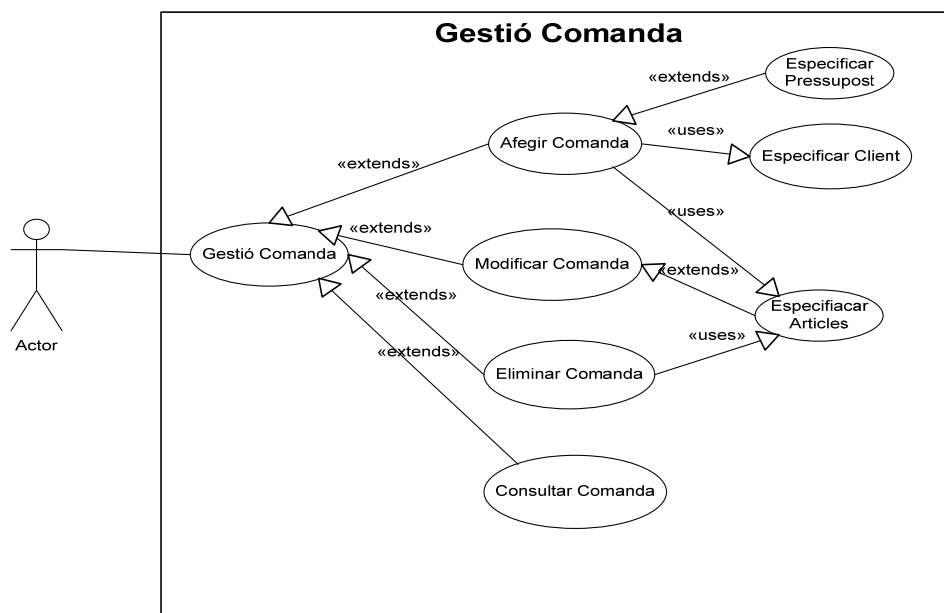 Gestió Comanda
Especificar
Pressupost
«extends»
Afegir Comanda
«uses»
Especificar Client
«extends»
«uses»
Gestió Comanda
«extends»
Modificar Comanda
«extends»
Especifiacar
Articles
«extends»
«uses»
Actor
«extends»
Eliminar Comanda
Consultar Comanda